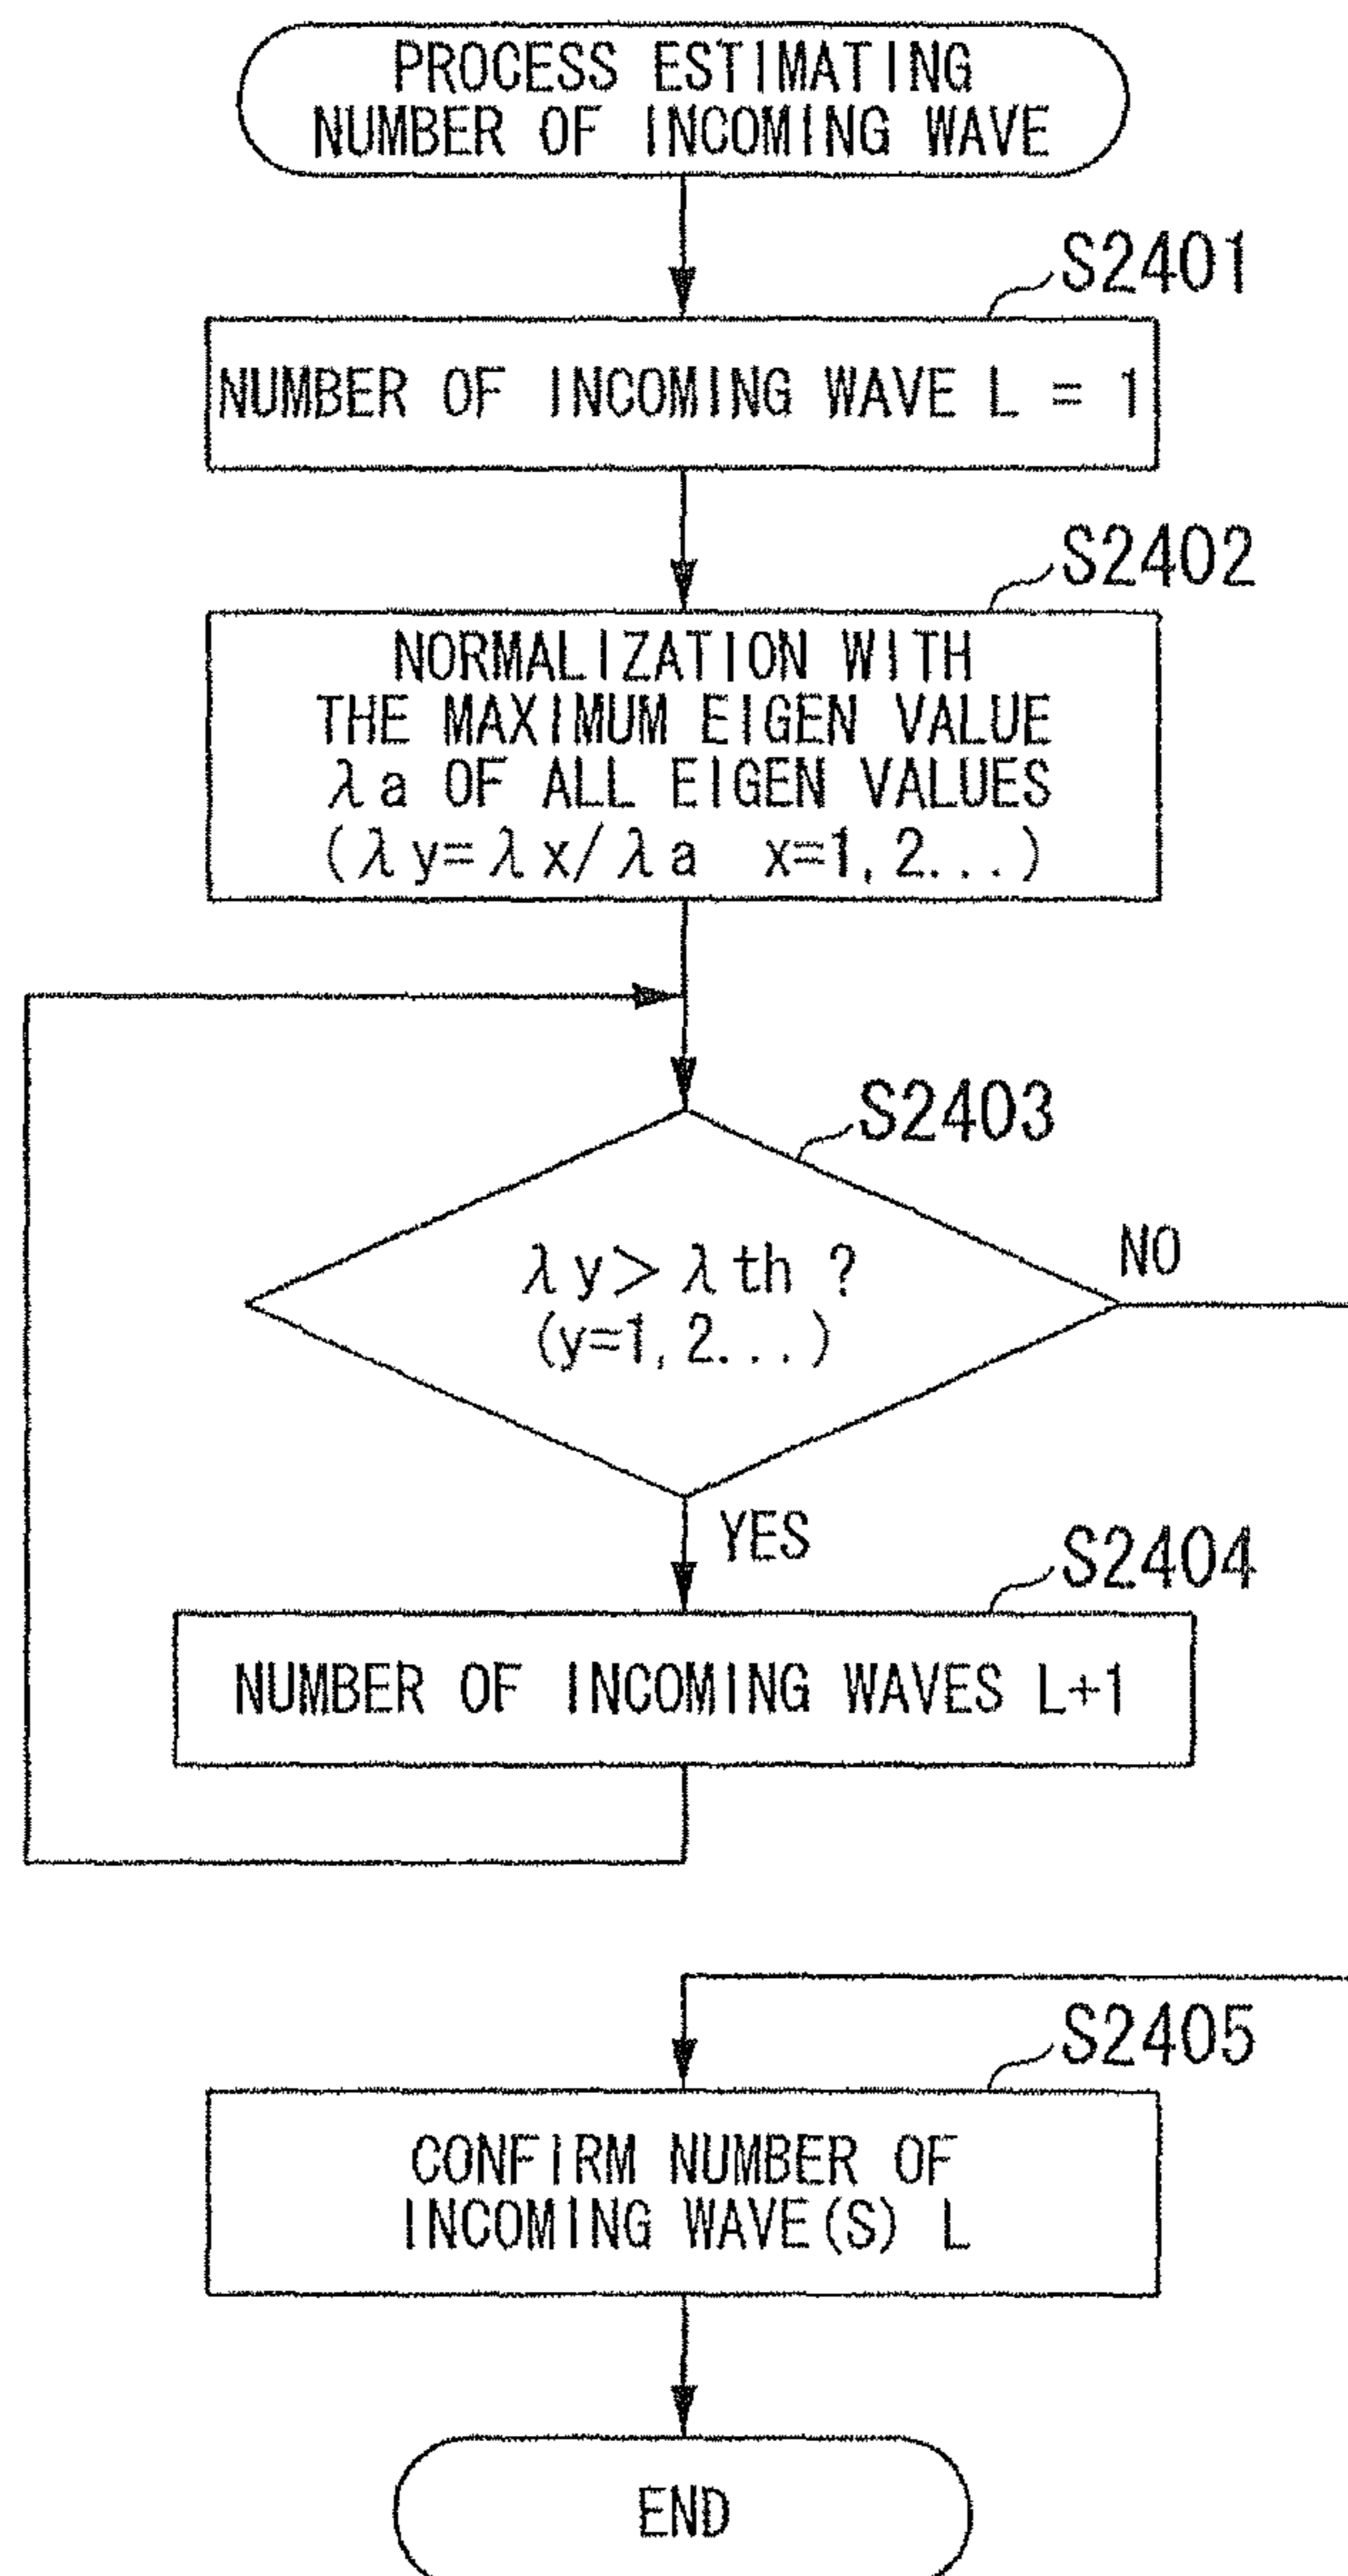 PROCESS ESTIMATING
NUMBER OF INCOMING WAVE
S2401
NUMBER OF INCOMING WAVE L = 1
S2402
NORMALIZATION WITH
THE MAXIMUM EIGEN VALUE
λa OF ALL EIGEN VALUES
(λy=λx/λa x=1,2...)
S2403
λy>λth ?
(y=1,2...)
NO
YES
S2404
NUMBER OF INCOMING WAVES L+1
S2405
CONFIRM NUMBER OF
INCOMING WAVE(S) L
END